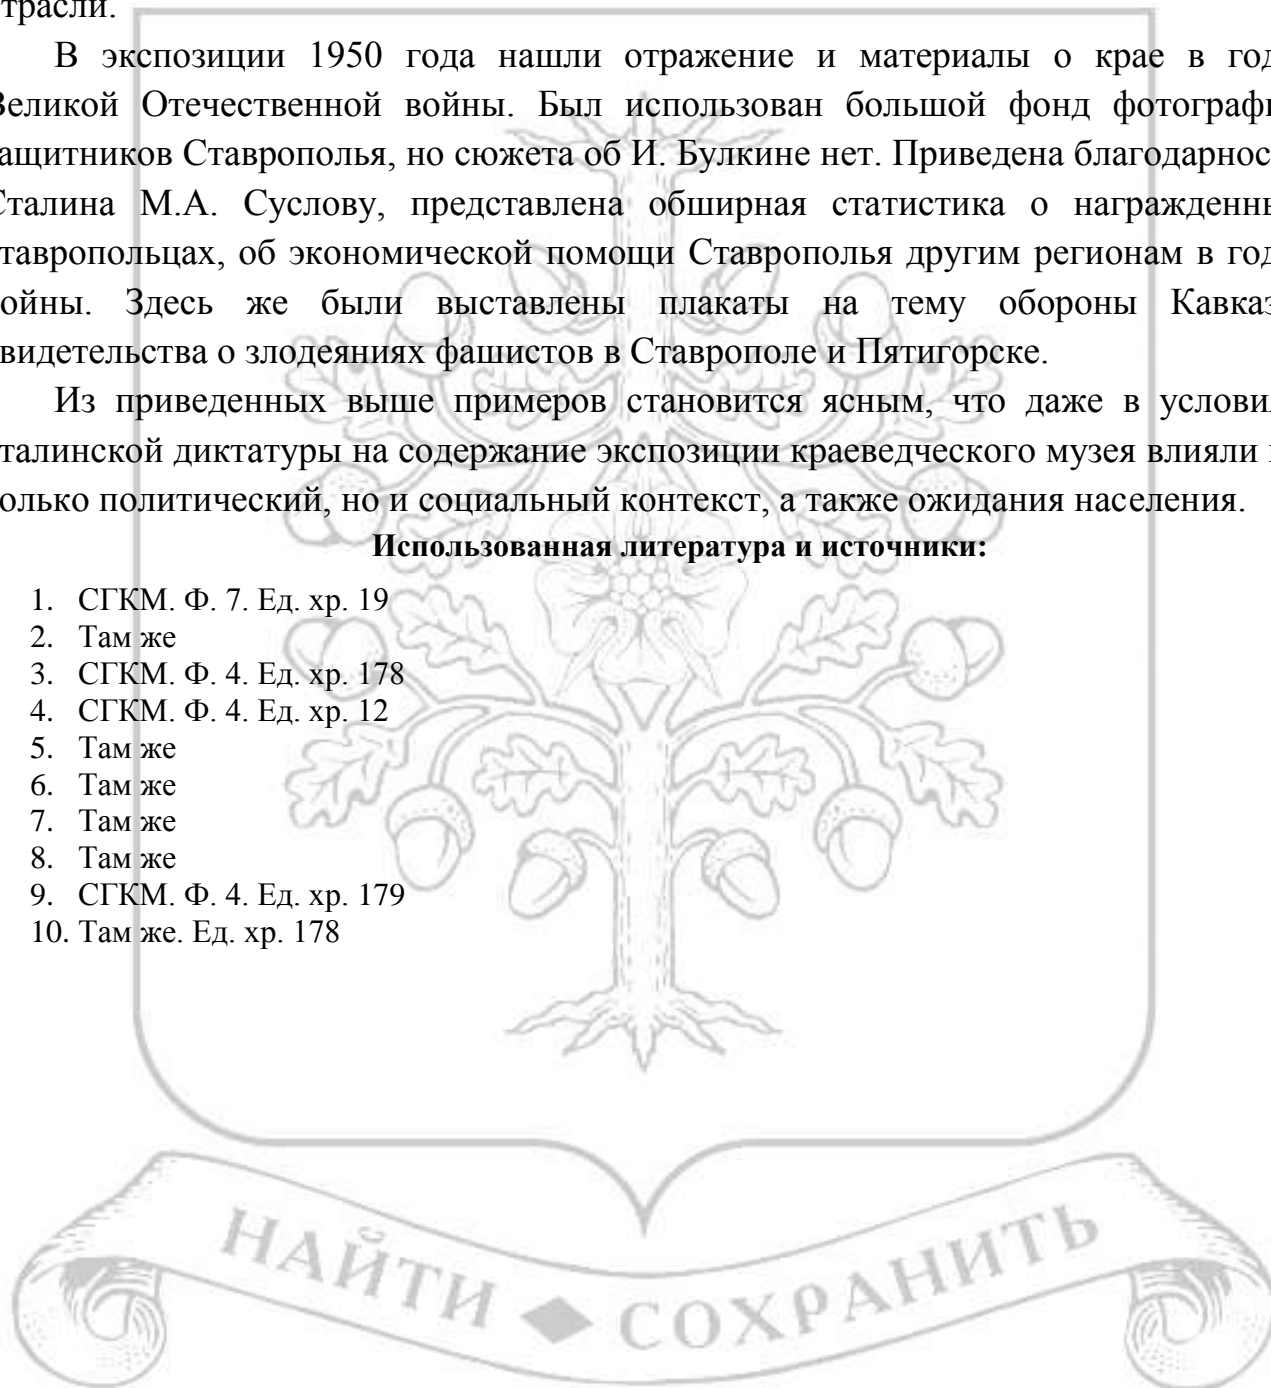 трасли.
В экспозиции 1950 года нашли отражение и материалы о крае в год
Великой Отечественной войны. Был использован большой фонд фотографи
ащитников Ставрополья, но сюжета об И. Булкине нет. Приведена благодарнос
Сталина М.А. Суслову, представлена обширная статистика о награжденны
тавропольцах, об экономической помощи Ставрополья другим регионам в год
ойны. Здесь же были выставлены плакаты на тему обороны Кавказ
видетельства о злодеяниях фашистов в Ставрополе и Пятигорске.
Из приведенных выше примеров становится ясным, что даже в услови
талинской диктатуры на содержание экспозиции краеведческого музея влияли
олько политический, но и социальный контекст, а также ожидания населения.
Использованная литература и источники:
1. СГКМ. Ф. 7. Ед. хр. 19
2. Там же
3. СГКМ. Ф. 4. Ед. хр. 178
4. СГКМ. Ф. 4. Ед. хр. 12
5. Там же
6. Там же
7. Там же
8. Там же
9. СГКМ. Ф. 4. Ед. хр. 179
10. Там же. Ед. хр. 178
НАЙТИ ◆ СОХРАНИТЬ